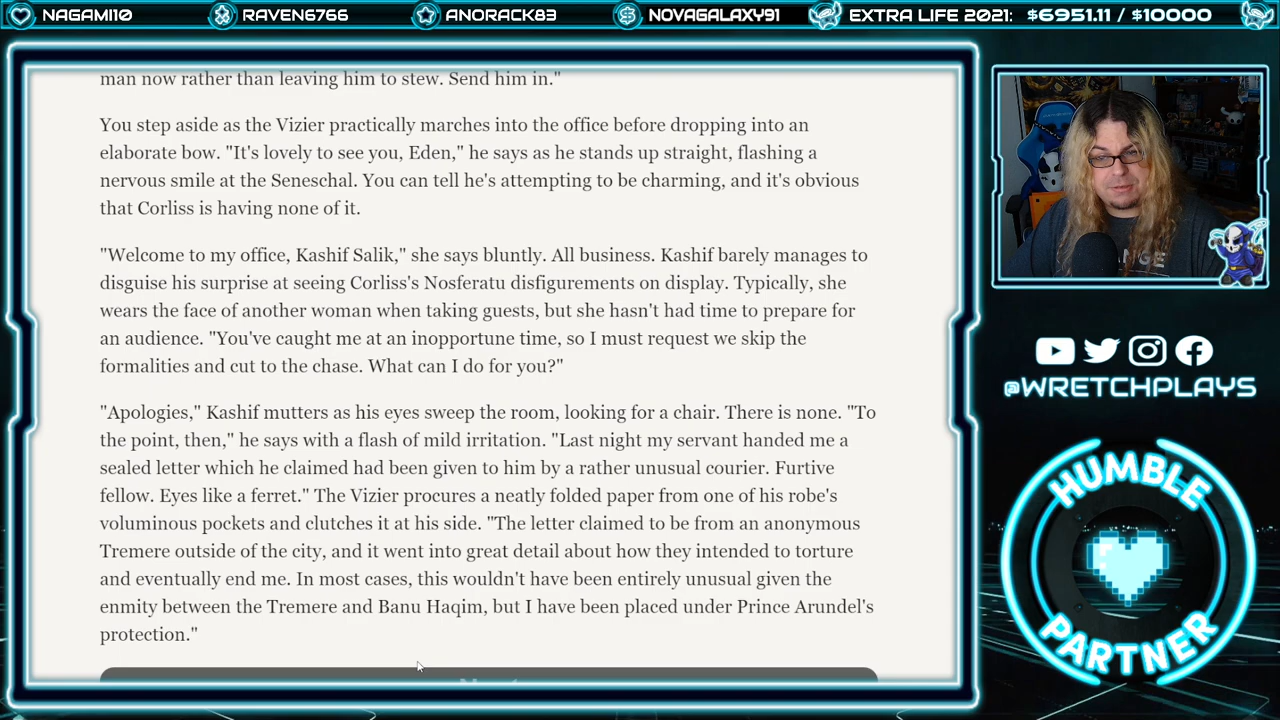 NAGAMI10
RAVEN6766
ANORACK83
NOVAGALAXY91
EXTRA LIFE 2021: $6951.11 / $10000
man now rather than leaving him to stew. Send him in."
You step aside as the Vizier practically marches into the office before dropping into an
elaborate bow. "It's lovely to see you, Eden," he says as he stands up straight, flashing a
nervous smile at the Seneschal. You can tell he's attempting to be charming, and it's obvious
that Corliss is having none of it.
"Welcome to my office, Kashif Salik," she says bluntly. All business. Kashif barely manages to
disguise his surprise at seeing Corliss's Nosferatu disfigurements on display. Typically, she
wears the face of another woman when taking guests, but she hasn't had time to prepare for
an audience. "You've caught me at an inopportune time, so I must request we skip the
formalities and cut to the chase. What can I do for you?"
"Apologies," Kashif mutters as his eyes sweep the room, looking for a chair. There is none. "To
the point, then," he says with a flash of mild irritation. "Last night my servant handed me a
sealed letter which he claimed had been given to him by a rather unusual courier. Furtive
fellow. Eyes like a ferret." The Vizier procures a neatly folded paper from one of his robe's
voluminous pockets and clutches it at his side. "The letter claimed to be from an anonymous
Tremere outside of the city, and it went into great detail about how they intended to torture
and eventually end me. In most cases, this wouldn't have been entirely unusual given the
enmity between the Tremere and Banu Haqim, but I have been placed under Prince Arundel's
protection."
@WRETCHPLAYS
HUMBLE
PARTNER